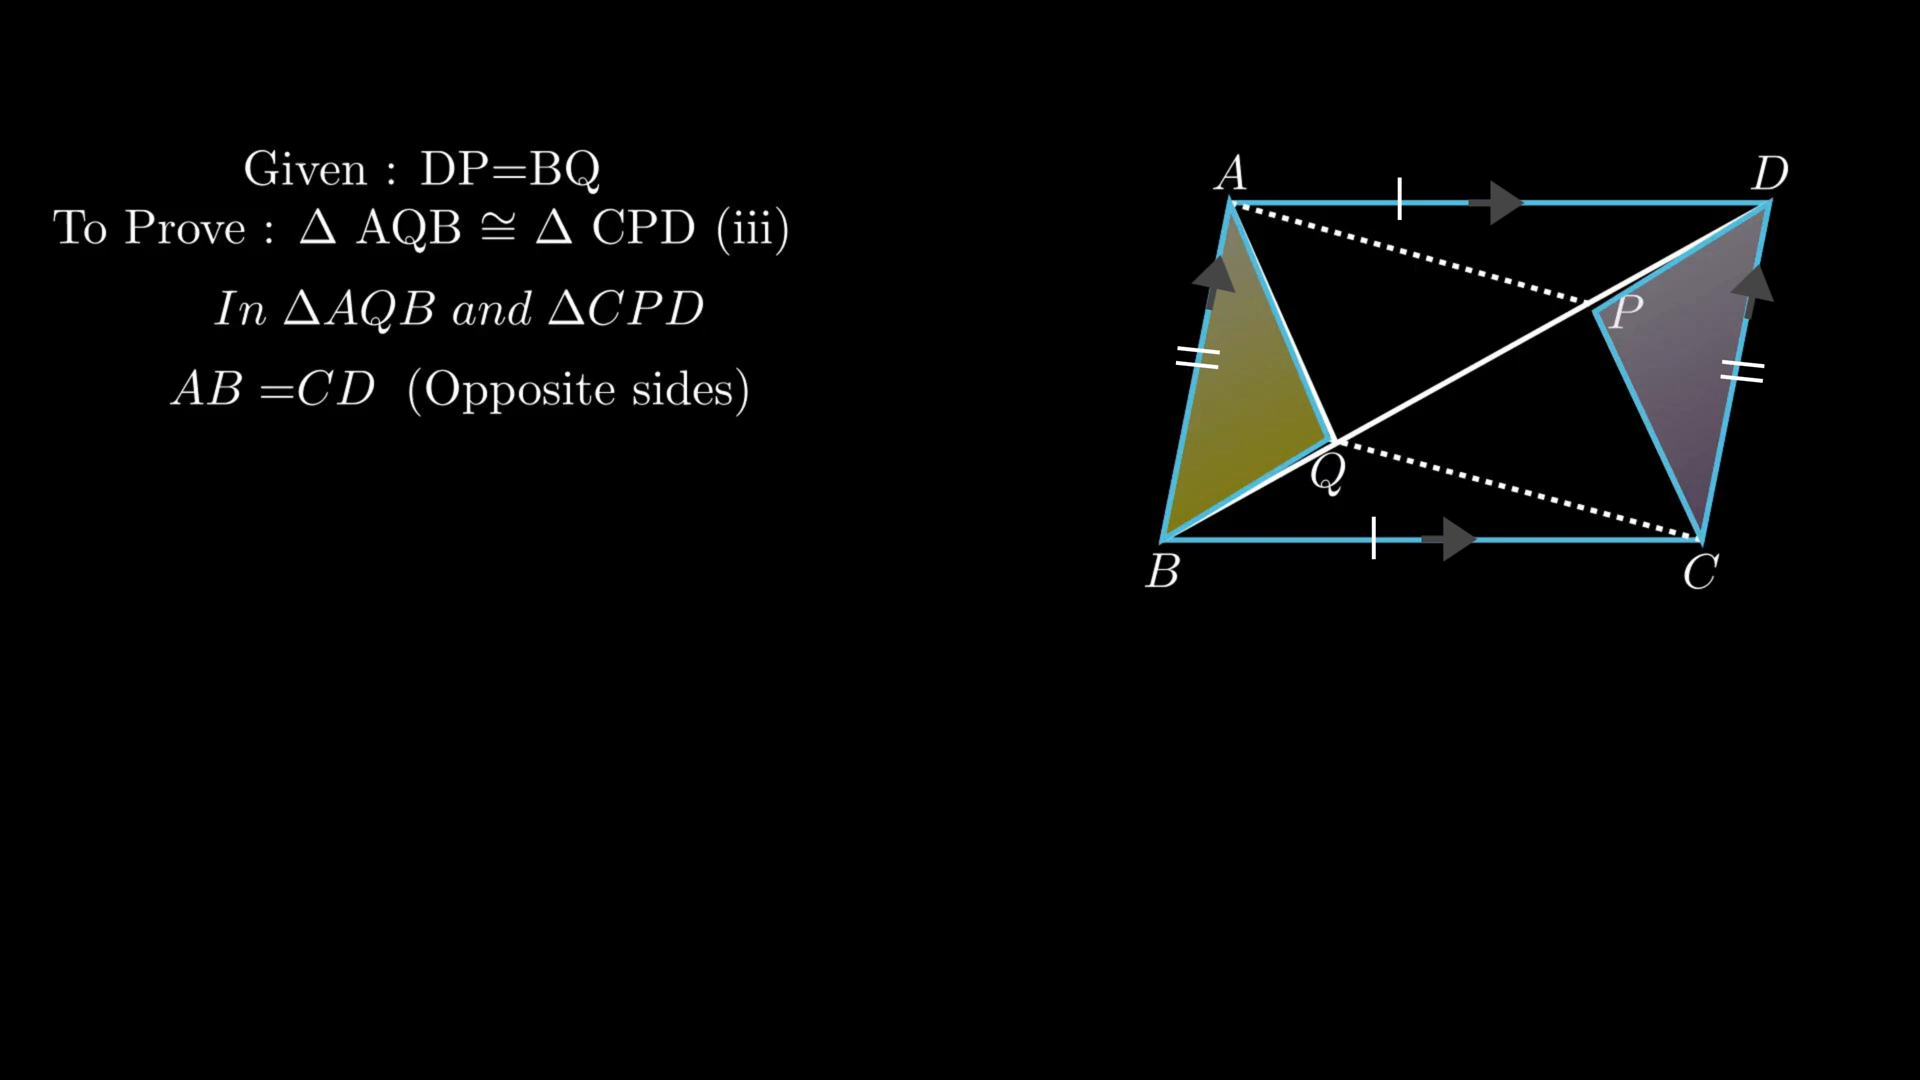 Given : DP=BQ
To Prove : Δ AQB ≅ Δ CPD (iii)
In ΔAQB and ΔCPD
AB =CD (Opposite sides)
A
D
P
Q
B
C